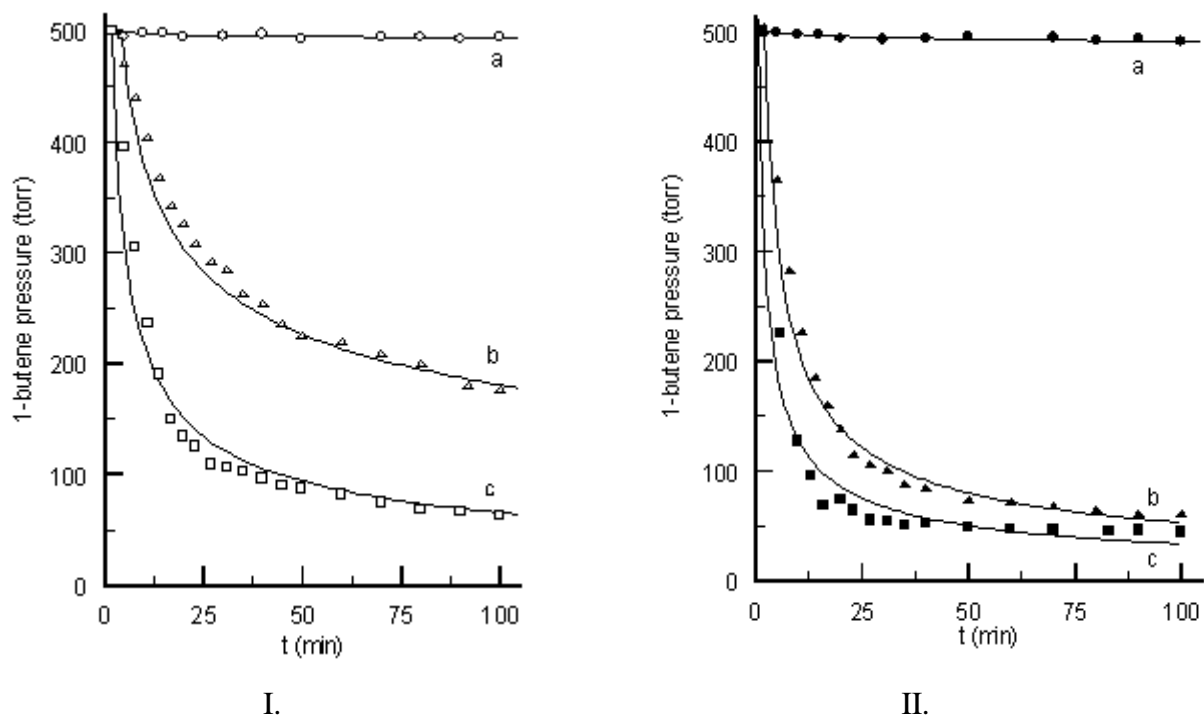 500
400
300
200
100
0
1-butene pressure (torr)
a
b
c
0 25 50 75 100
t (min)
I.
500
400
300
200
100
0
1-butene pressure (torr)
a
b
c
0 25 50 75 100
t (min)
II.